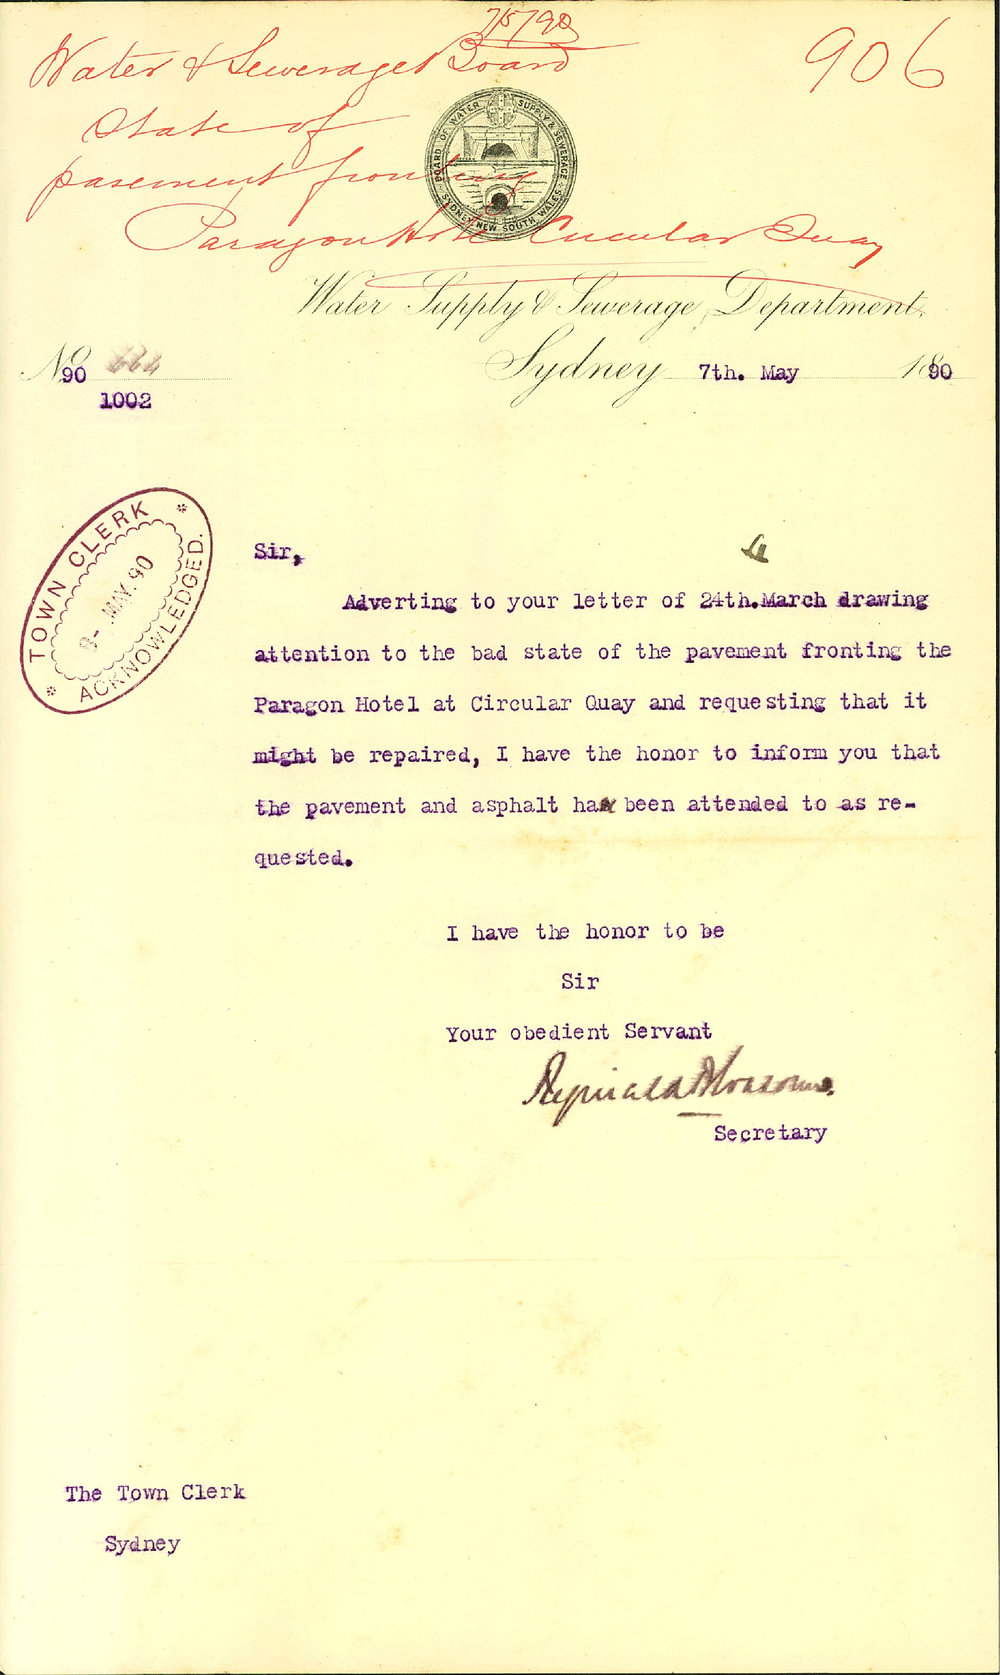 7/5/90
906
Water & Sewerage Board
State of
pavement fronting
Paragon Hotel Circular Quay
BOARD OF WATER SUPPLY & SEWERAGE
SYDNEY NEW SOUTH WALES
Water Supply & Sewerage Department,
Sydney 7th. May 1890
No 90
1002
TOWN CLERK
8- MAY. 90
ACKNOWLEDGED.
Sir,
Adverting to your letter of 24th.March drawing
attention to the bad state of the pavement fronting the
Paragon Hotel at Circular Quay and requesting that it
might be repaired, I have the honor to inform you that
the pavement and asphalt ha been attended to as re-
quested.
I have the honor to be
Sir
Your obedient Servant
Reginald
Secretary
The Town Clerk
Sydney